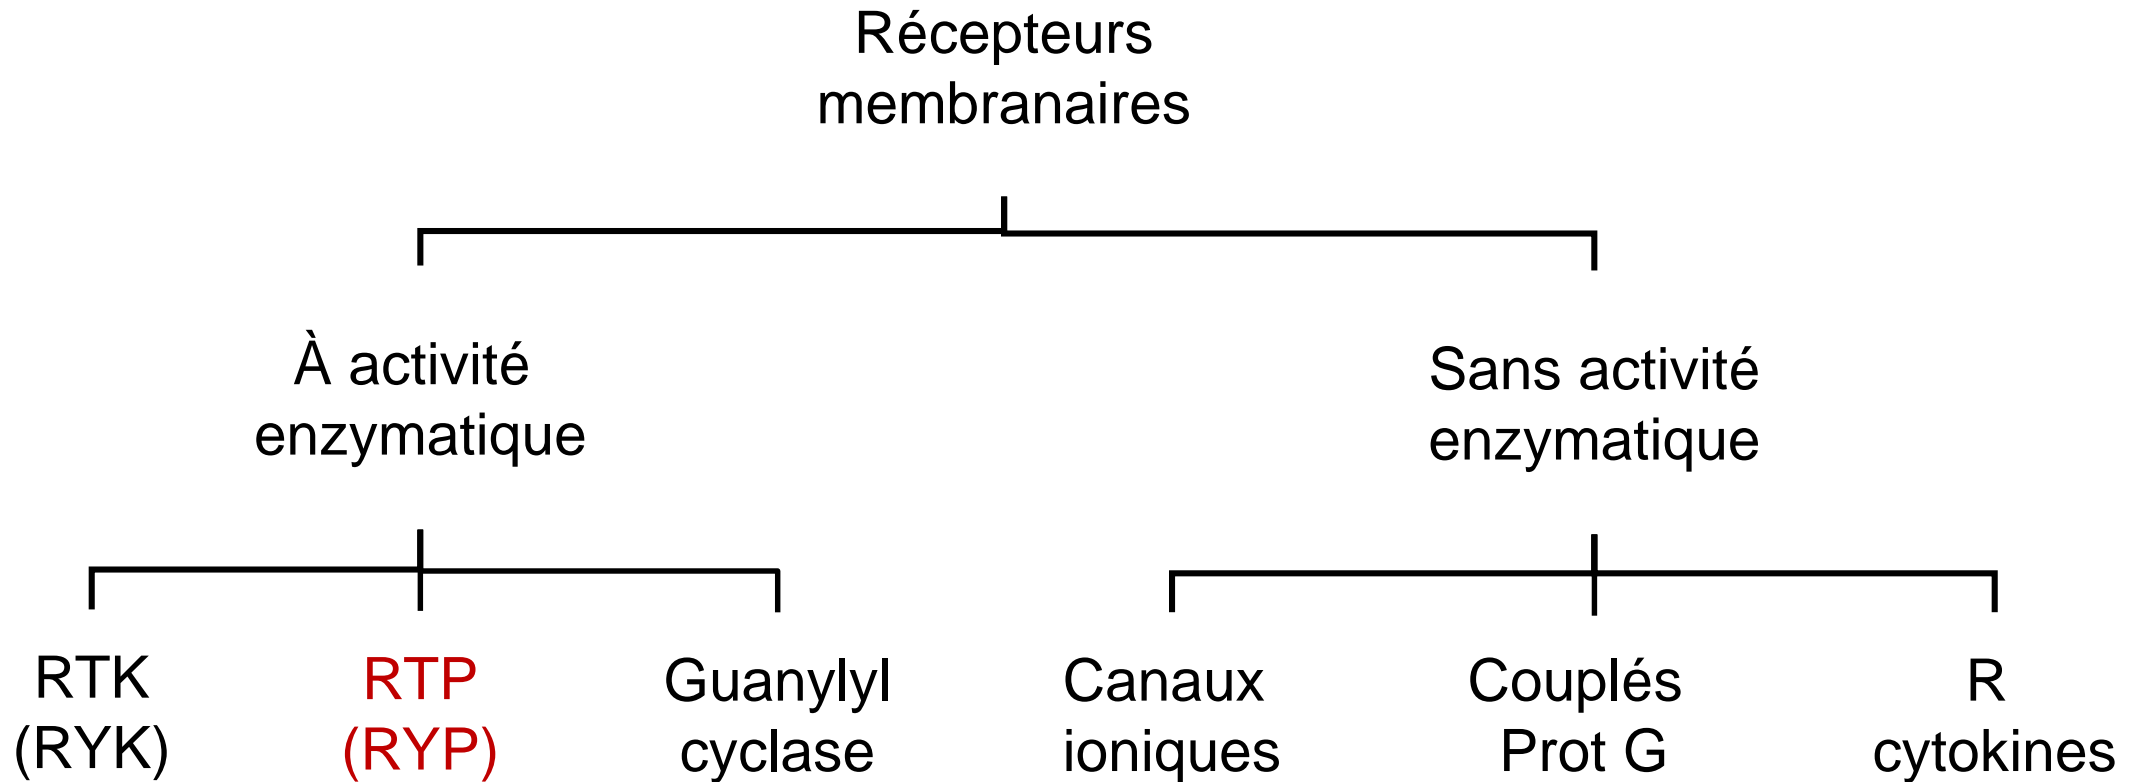 Récepteurs
membranaires
À activité
enzymatique
Sans activité
enzymatique
RTK
(RYK)
RTP
(RYP)
Guanylyl
cyclase
Canaux
ioniques
Couplés
Prot G
R
cytokines